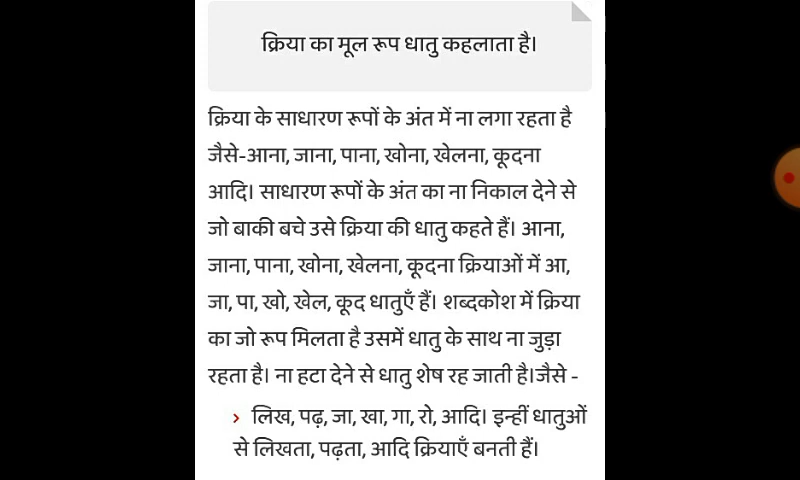 क्रिया का मूल रूप धातु कहलाता है।
क्रिया के साधारण रूपों के अंत में ना लगा रहता है
जैसे-आना, जाना, पाना, खोना, खेलना, कूदना
आदि। साधारण रूपों के अंत का ना निकाल देने से
जो बाकी बचे उसे क्रिया की धातु कहते हैं। आना,
जाना, पाना, खोना, खेलना, कूदना क्रियाओं में आ,
जा, पा, खो, खेल, कूद धातुएँ हैं। शब्दकोश में क्रिया
का जो रूप मिलता है उसमें धातु के साथ ना जुड़ा
रहता है। ना हटा देने से धातु शेष रह जाती है।जैसे -
› लिख, पढ़, जा, खा, गा, रो, आदि। इन्हीं धातुओं
से लिखता, पढ़ता, आदि क्रियाएँ बनती हैं।